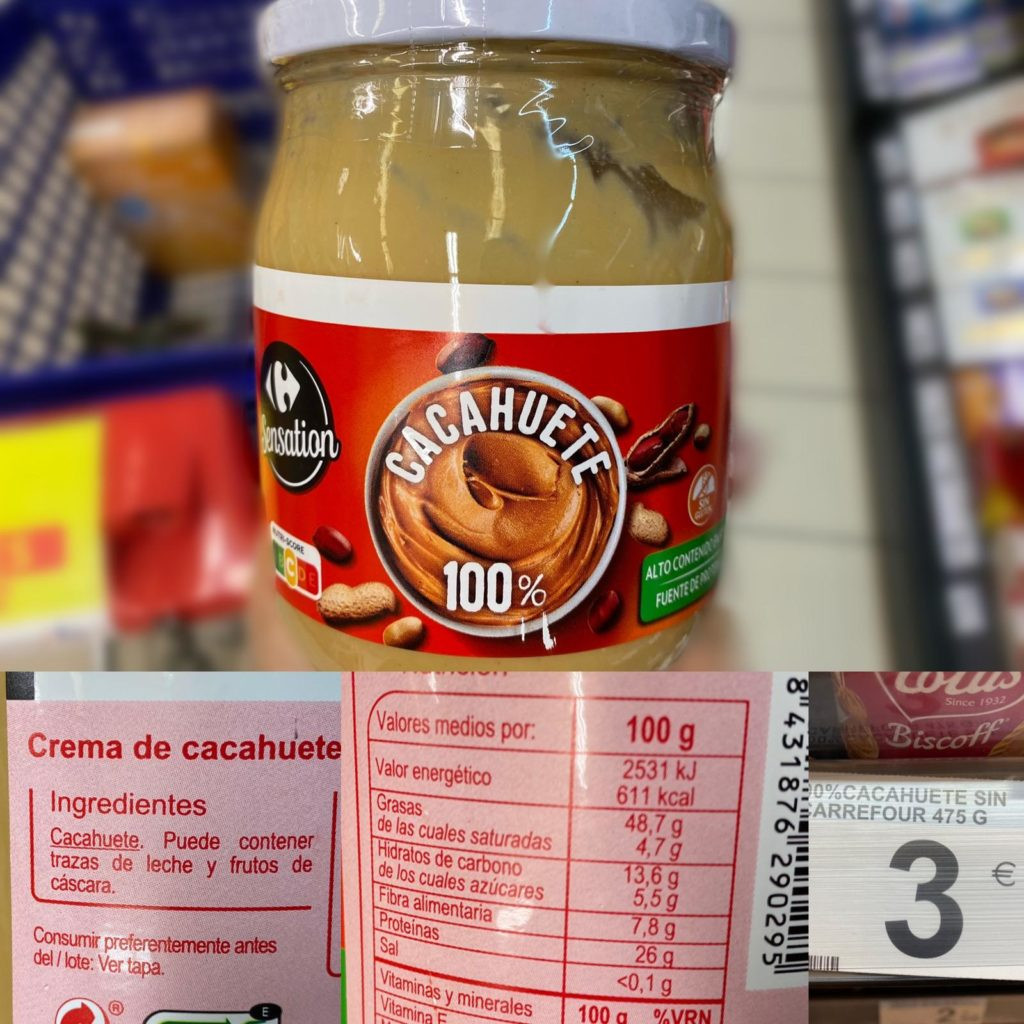 Sensation
CACAHUETE
100%
SIN
NUTRI-SCORE
C D E
ALTO CONTENIDO
FUENTE DE
Crema de cacahuete
Ingredientes
Cacahuete. Puede contener
trazas de leche y frutos de
cáscara.
Consumir preferentemente antes
del / lote: Ver tapa.
®
E
Valores medios por: 100 g
Valor energético 2531 kJ
611 kcal
Grasas 48,7 g
de las cuales saturadas 4,7 g
Hidratos de carbono 13,6 g
de los cuales azúcares 5,5 g
Fibra alimentaria 7,8 g
Proteínas 26 g
Sal <0,1 g
Vitaminas y minerales 100 g %VRN
Vitamina E
8 431876 290295
Lotus
Since 1932
Biscoff
0%CACAHUETE SIN
ARREFOUR 475 G
3 €